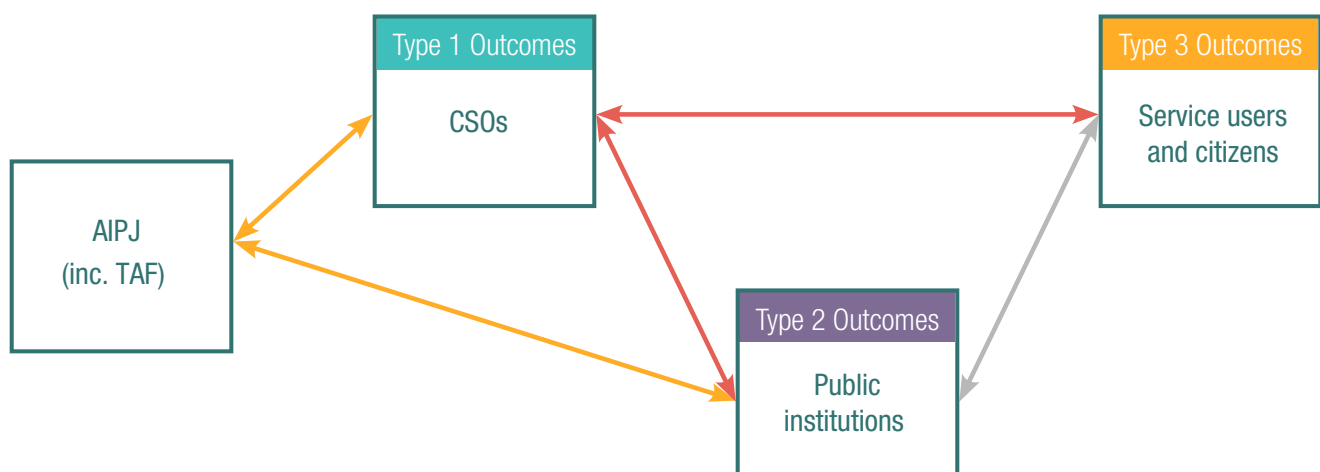 Type 1 Outcomes
CSOs
Type 3 Outcomes
Service users
and citizens
AIPJ
(inc. TAF)
Type 2 Outcomes
Public
institutions